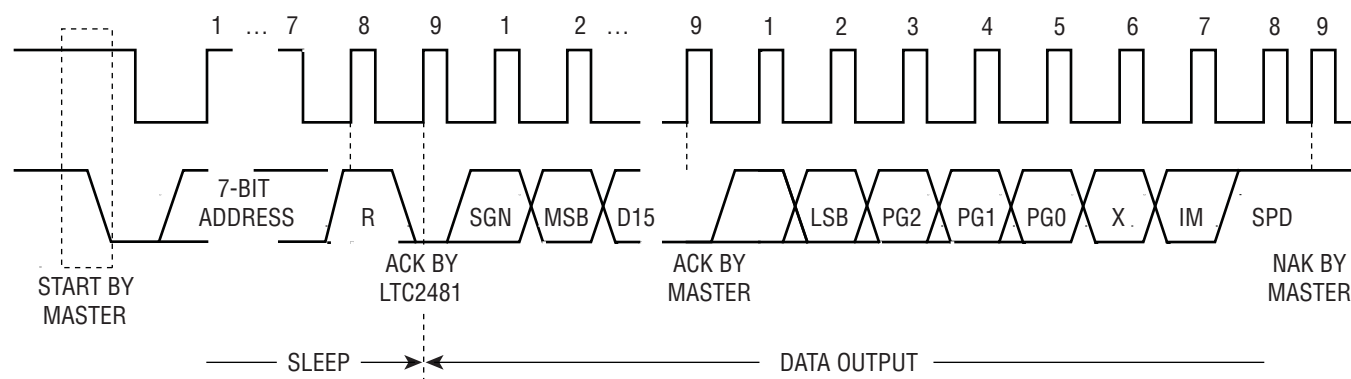 1 … 7 8 9 1 2 … 9 1 2 3 4 5 6 7 8 9
7-BIT
ADDRESS R SGN MSB D15 LSB PG2 PG1 PG0 X IM SPD
START BY
MASTER
ACK BY
LTC2481
ACK BY
MASTER
NAK BY
MASTER
SLEEP DATA OUTPUT